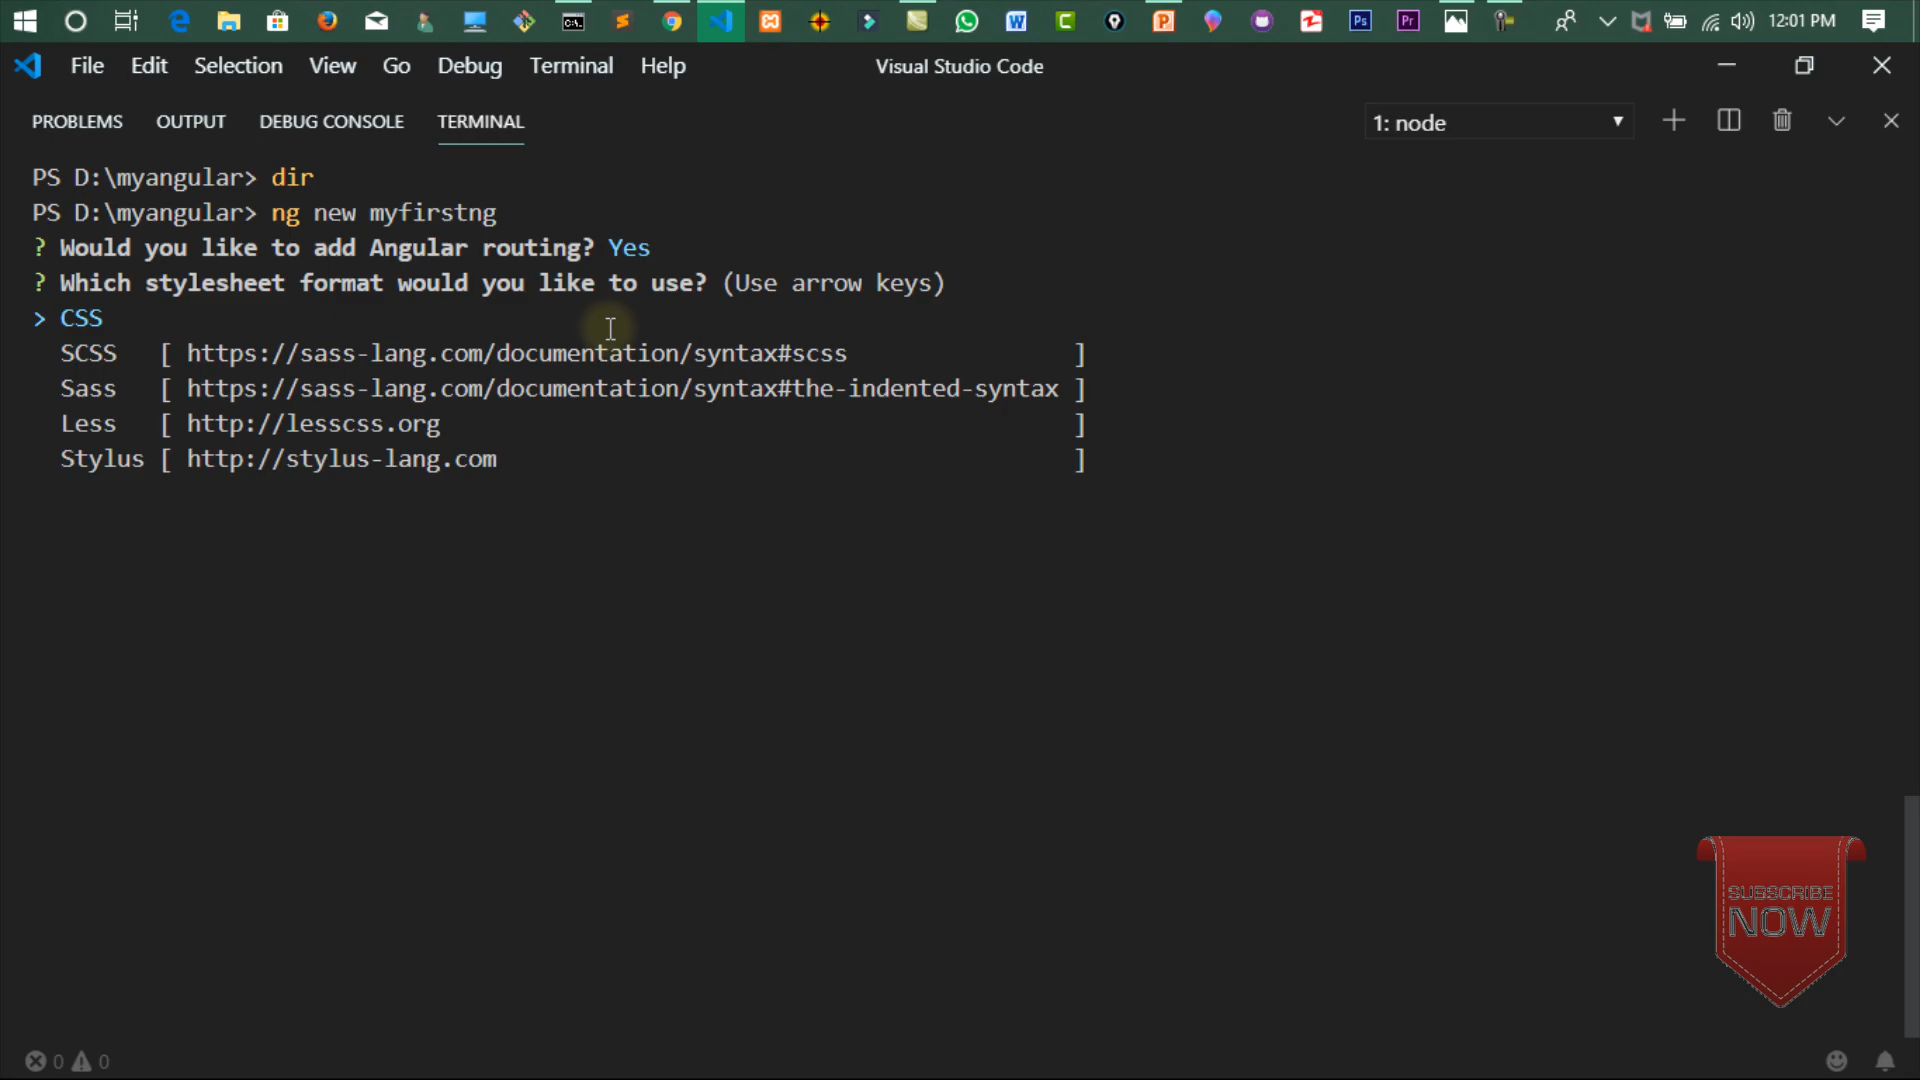 12:01 PM
File Edit Selection View Go Debug Terminal Help Visual Studio Code
PROBLEMS OUTPUT DEBUG CONSOLE TERMINAL 1: node
PS D:\myangular> dir
PS D:\myangular> ng new myfirstng
? Would you like to add Angular routing? Yes
? Which stylesheet format would you like to use? (Use arrow keys)
> CSS
SCSS [ https://sass-lang.com/documentation/syntax#scss ]
Sass [ https://sass-lang.com/documentation/syntax#the-indented-syntax ]
Less [ http://lesscss.org ]
Stylus [ http://stylus-lang.com ]
SUBSCRIBE
NOW
0 0